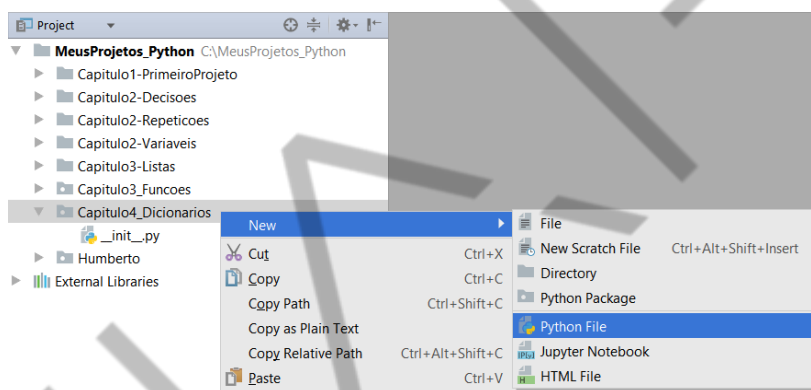 Project
MeusProjetos_Python C:\MeusProjetos_Python
Capitulo1-PrimeiroProjeto
Capitulo2-Decisoes
Capitulo2-Repeticoes
Capitulo2-Variaveis
Capitulo3-Listas
Capitulo3_Funcoes
Capitulo4_Dicionarios
__init__.py
Humberto
External Libraries
New
Cut Ctrl+X
Copy Ctrl+C
Copy Path Ctrl+Shift+C
Copy as Plain Text
Copy Relative Path Ctrl+Alt+Shift+C
Paste Ctrl+V
File
New Scratch File Ctrl+Alt+Shift+Insert
Directory
Python Package
Python File
Jupyter Notebook
HTML File